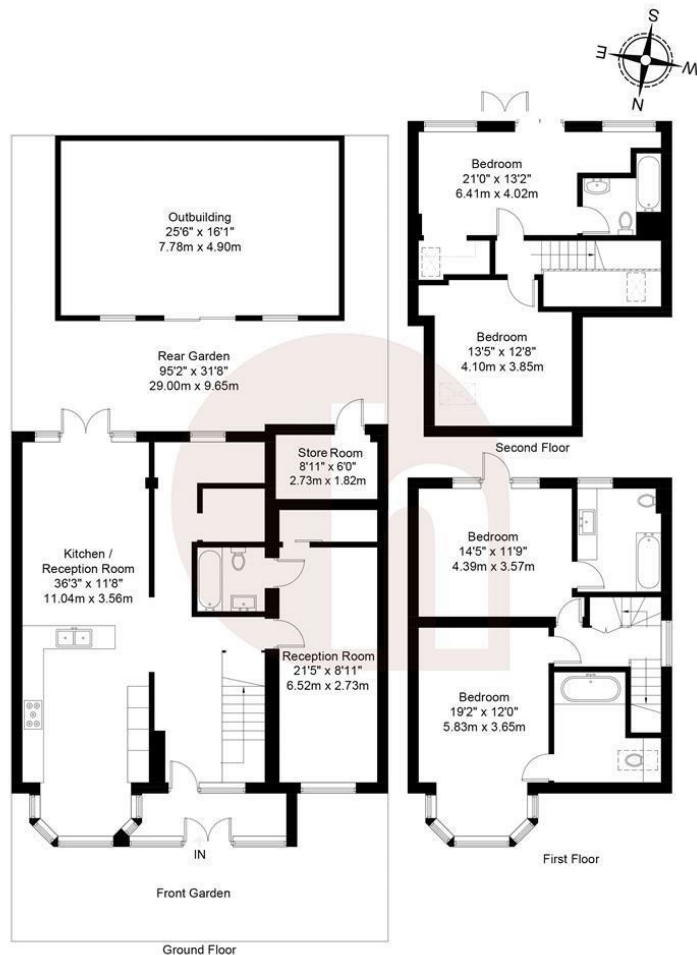 S
E
W
N
Outbuilding
25'6" x 16'1"
7.78m x 4.90m
Rear Garden
95'2" x 31'8"
29.00m x 9.65m
Store Room
8'11" x 6'0"
2.73m x 1.82m
Kitchen /
Reception Room
36'3" x 11'8"
11.04m x 3.56m
Reception Room
21'5" x 8'11"
6.52m x 2.73m
IN
Front Garden
Ground Floor
Bedroom
21'0" x 13'2"
6.41m x 4.02m
Bedroom
13'5" x 12'8"
4.10m x 3.85m
Second Floor
Bedroom
14'5" x 11'9"
4.39m x 3.57m
Bedroom
19'2" x 12'0"
5.83m x 3.65m
First Floor